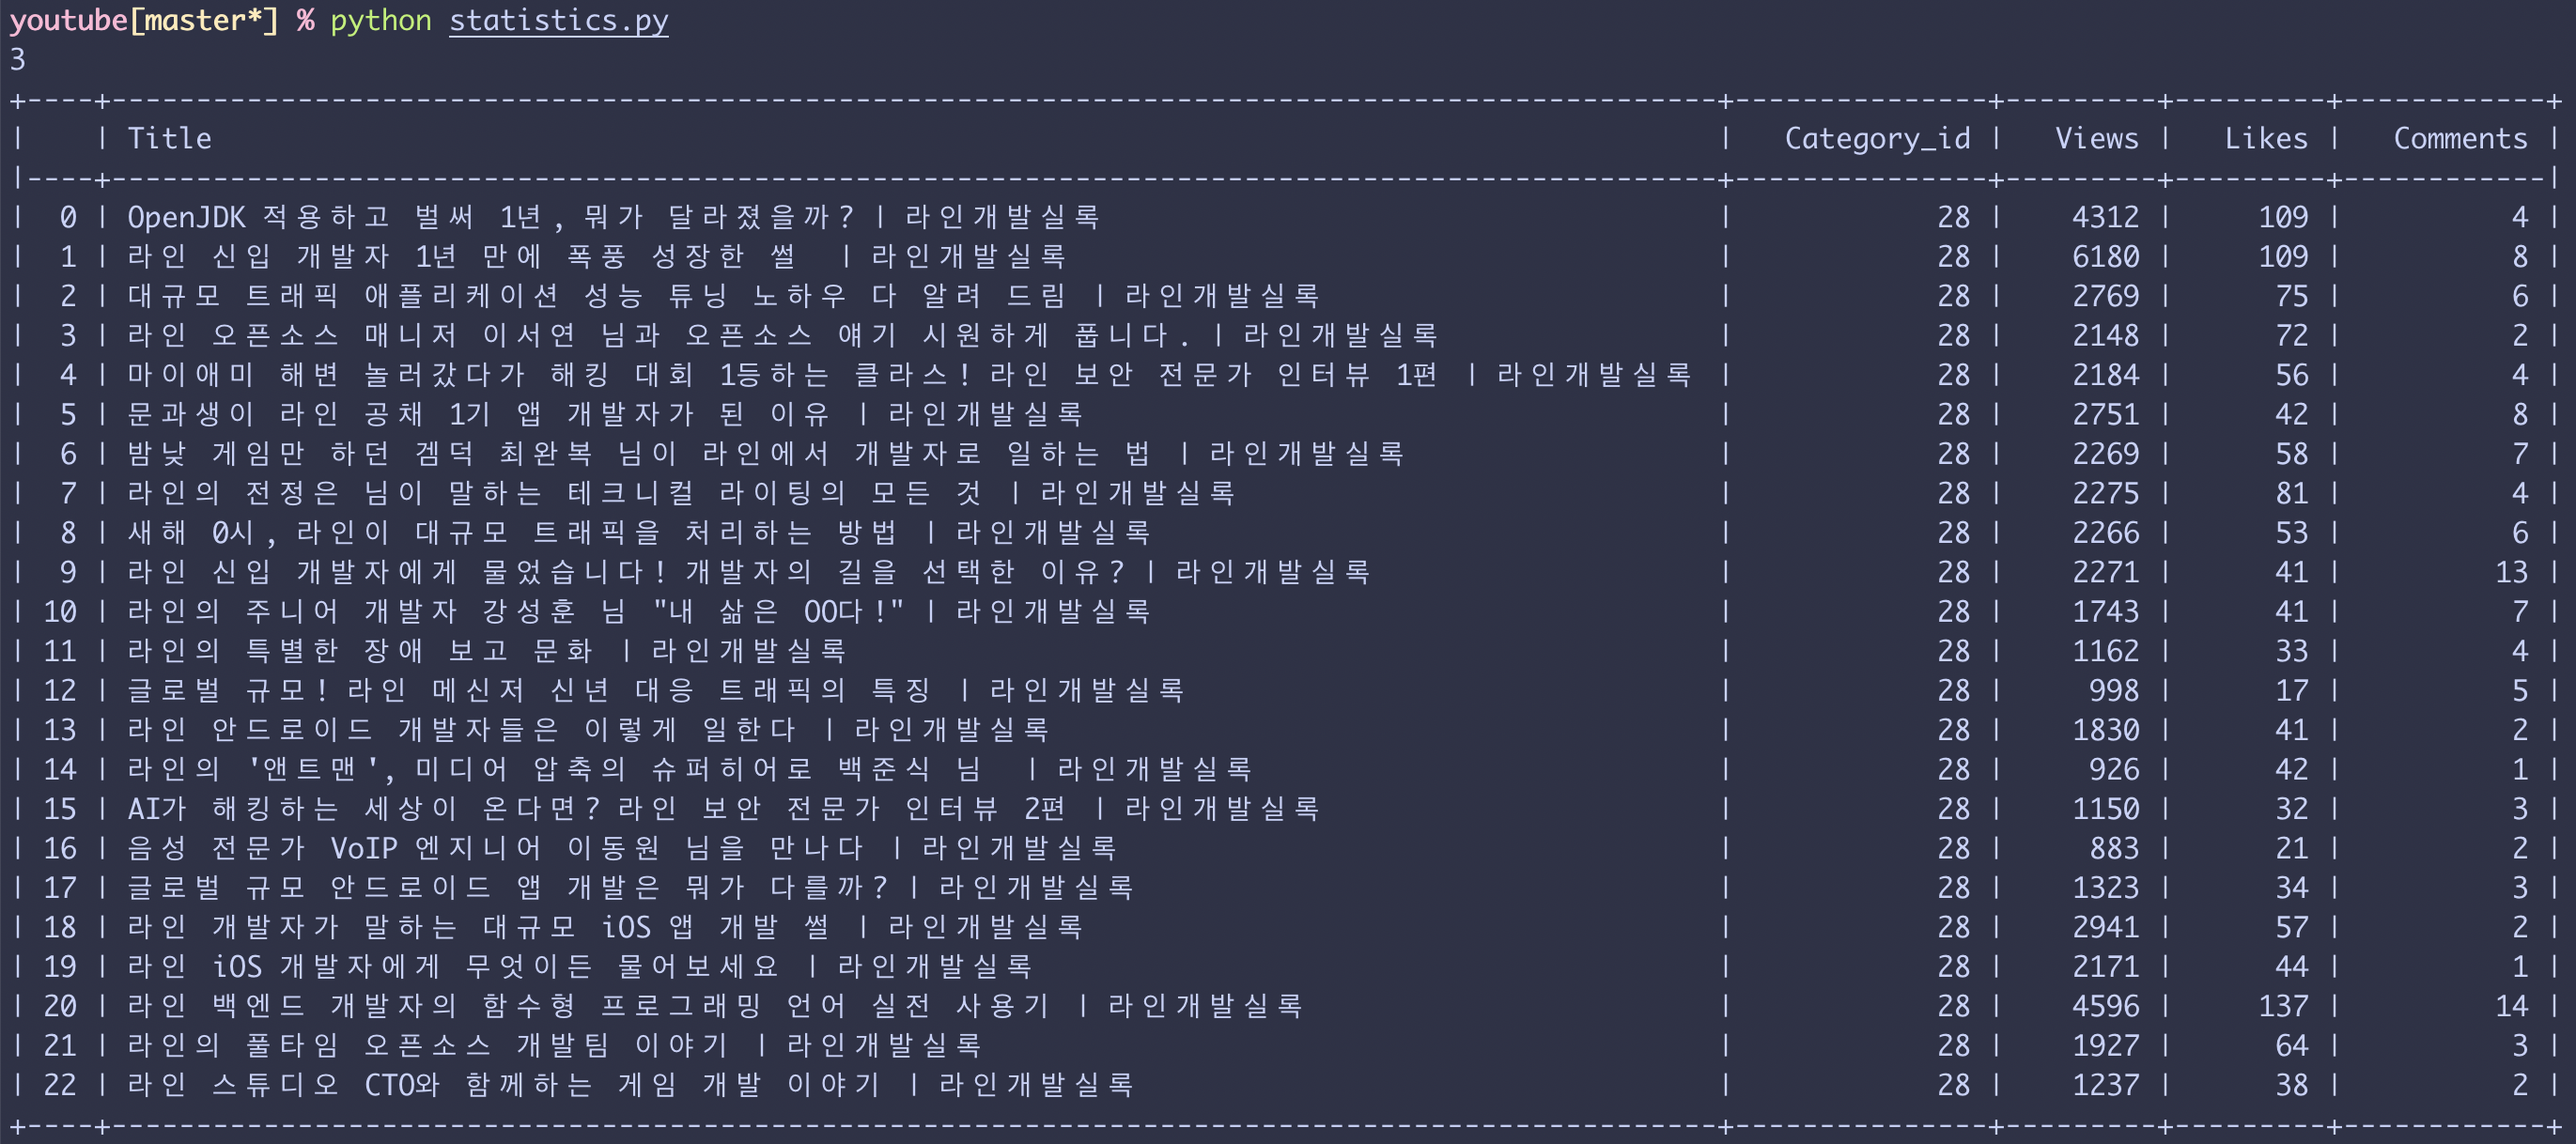 youtube[master*] % python statistics.py
3
+----+-----------------------------------------------------------------------------------------------+---------------+---------+---------+------------+
|    | Title                                                                                         |   Category_id |   Views |   Likes |   Comments |
|----+-----------------------------------------------------------------------------------------------+---------------+---------+---------+------------|
|  0 | OpenJDK 적용하고 벌써 1년, 뭐가 달라졌을까? | 라인개발실록 | 28 | 4312 | 109 | 4 |
|  1 | 라인 신입 개발자 1년 만에 폭풍 성장한 썰 | 라인개발실록 | 28 | 6180 | 109 | 8 |
|  2 | 대규모 트래픽 애플리케이션 성능 튜닝 노하우 다 알려 드림 | 라인개발실록 | 28 | 2769 | 75 | 6 |
|  3 | 라인 오픈소스 매니저 이서연 님과 오픈소스 얘기 시원하게 풉니다. | 라인개발실록 | 28 | 2148 | 72 | 2 |
|  4 | 마이애미 해변 놀러갔다가 해킹 대회 1등하는 클라스! 라인 보안 전문가 인터뷰 1편 | 라인개발실록 | 28 | 2184 | 56 | 4 |
|  5 | 문과생이 라인 공채 1기 앱 개발자가 된 이유 | 라인개발실록 | 28 | 2751 | 42 | 8 |
|  6 | 밤낮 게임만 하던 겜덕 최완복 님이 라인에서 개발자로 일하는 법 | 라인개발실록 | 28 | 2269 | 58 | 7 |
|  7 | 라인의 전정은 님이 말하는 테크니컬 라이팅의 모든 것 | 라인개발실록 | 28 | 2275 | 81 | 4 |
|  8 | 새해 0시, 라인이 대규모 트래픽을 처리하는 방법 | 라인개발실록 | 28 | 2266 | 53 | 6 |
|  9 | 라인 신입 개발자에게 물었습니다! 개발자의 길을 선택한 이유? | 라인개발실록 | 28 | 2271 | 41 | 13 |
| 10 | 라인의 주니어 개발자 강성훈 님 "내 삶은 OO다!" | 라인개발실록 | 28 | 1743 | 41 | 7 |
| 11 | 라인의 특별한 장애 보고 문화 | 라인개발실록 | 28 | 1162 | 33 | 4 |
| 12 | 글로벌 규모! 라인 메신저 신년 대응 트래픽의 특징 | 라인개발실록 | 28 | 998 | 17 | 5 |
| 13 | 라인 안드로이드 개발자들은 이렇게 일한다 | 라인개발실록 | 28 | 1830 | 41 | 2 |
| 14 | 라인의 '앤트맨', 미디어 압축의 슈퍼히어로 백준식 님 | 라인개발실록 | 28 | 926 | 42 | 1 |
| 15 | AI가 해킹하는 세상이 온다면? 라인 보안 전문가 인터뷰 2편 | 라인개발실록 | 28 | 1150 | 32 | 3 |
| 16 | 음성 전문가 VoIP 엔지니어 이동원 님을 만나다 | 라인개발실록 | 28 | 883 | 21 | 2 |
| 17 | 글로벌 규모 안드로이드 앱 개발은 뭐가 다를까? | 라인개발실록 | 28 | 1323 | 34 | 3 |
| 18 | 라인 개발자가 말하는 대규모 iOS 앱 개발 썰 | 라인개발실록 | 28 | 2941 | 57 | 2 |
| 19 | 라인 iOS 개발자에게 무엇이든 물어보세요 | 라인개발실록 | 28 | 2171 | 44 | 1 |
| 20 | 라인 백엔드 개발자의 함수형 프로그래밍 언어 실전 사용기 | 라인개발실록 | 28 | 4596 | 137 | 14 |
| 21 | 라인의 풀타임 오픈소스 개발팀 이야기 | 라인개발실록 | 28 | 1927 | 64 | 3 |
| 22 | 라인 스튜디오 CTO와 함께하는 게임 개발 이야기 | 라인개발실록 | 28 | 1237 | 38 | 2 |
+----+-----------------------------------------------------------------------------------------------+---------------+---------+---------+------------+